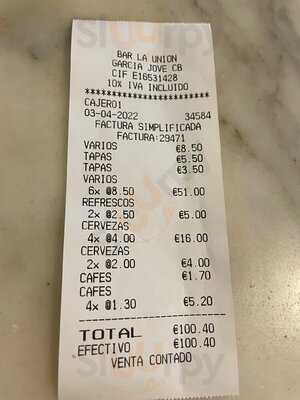 BAR LA UNION
GARCIA JOVE CB
CIF E16531428
10% IVA INCLUIDO
********************************
CAJERO1
03-04-2022 34584
FACTURA SIMPLIFICADA
FACTURA:29471
VARIOS €8.50
TAPAS €5.50
TAPAS €3.50
VARIOS
6x @8.50 €51.00
REFRESCOS
2x @2.50 €5.00
CERVEZAS
4x @4.00 €16.00
CERVEZAS
2x @2.00 €4.00
CAFES €1.70
CAFES
4x @1.30 €5.20
--------------------------------
TOTAL €100.40
EFECTIVO €100.40
VENTA CONTADO